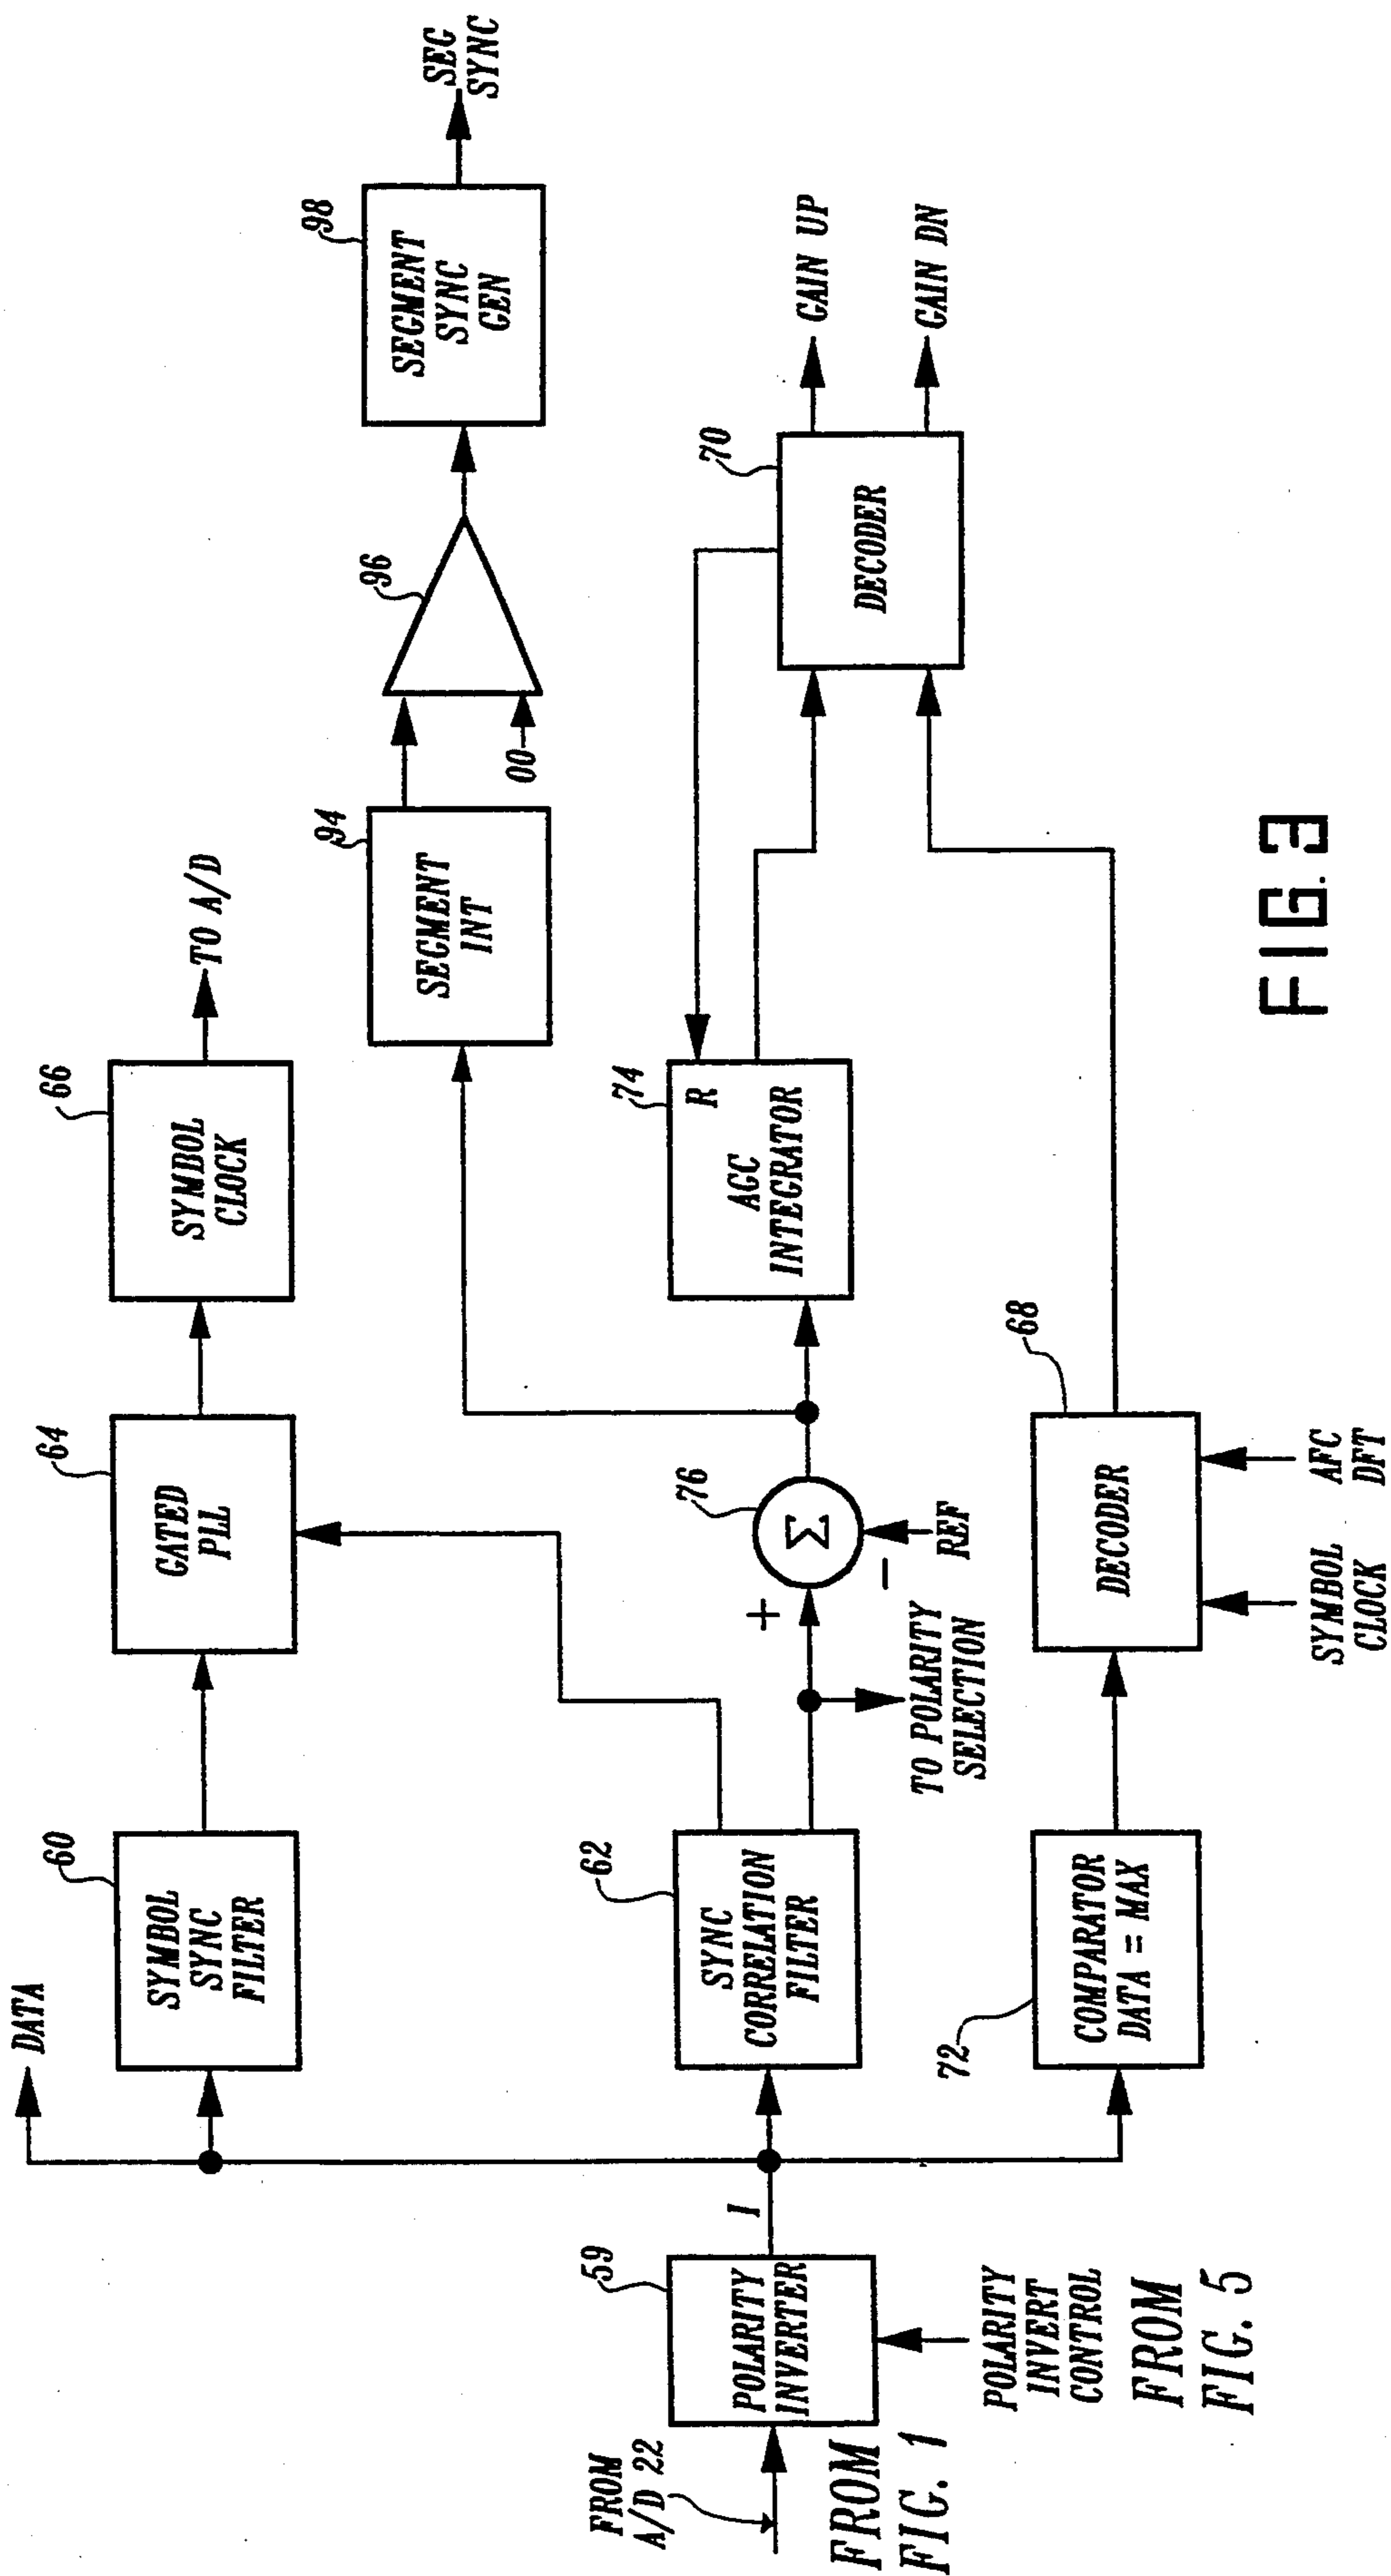 DATA
60
SYMBOL
SYNC
FILTER
64
GATED
PLL
66
SYMBOL
CLOCK
TO A/D
94
SEGMENT
INT
00
96
98
SEGMENT
SYNC
GEN
SEG
SYNC
FROM
A/D 22
FROM
FIG. 1
59
POLARITY
INVERTER
I
POLARITY
INVERT
CONTROL
FROM
FIG. 5
62
SYNC
CORRELATION
FILTER
TO POLARITY
SELECTION
+
76
Σ
−
REF
74
R
AGC
INTEGRATOR
70
DECODER
GAIN UP
GAIN DN
72
COMPARATOR
DATA = MAX
68
DECODER
SYMBOL
CLOCK
AFC
DFT
FIG. 3